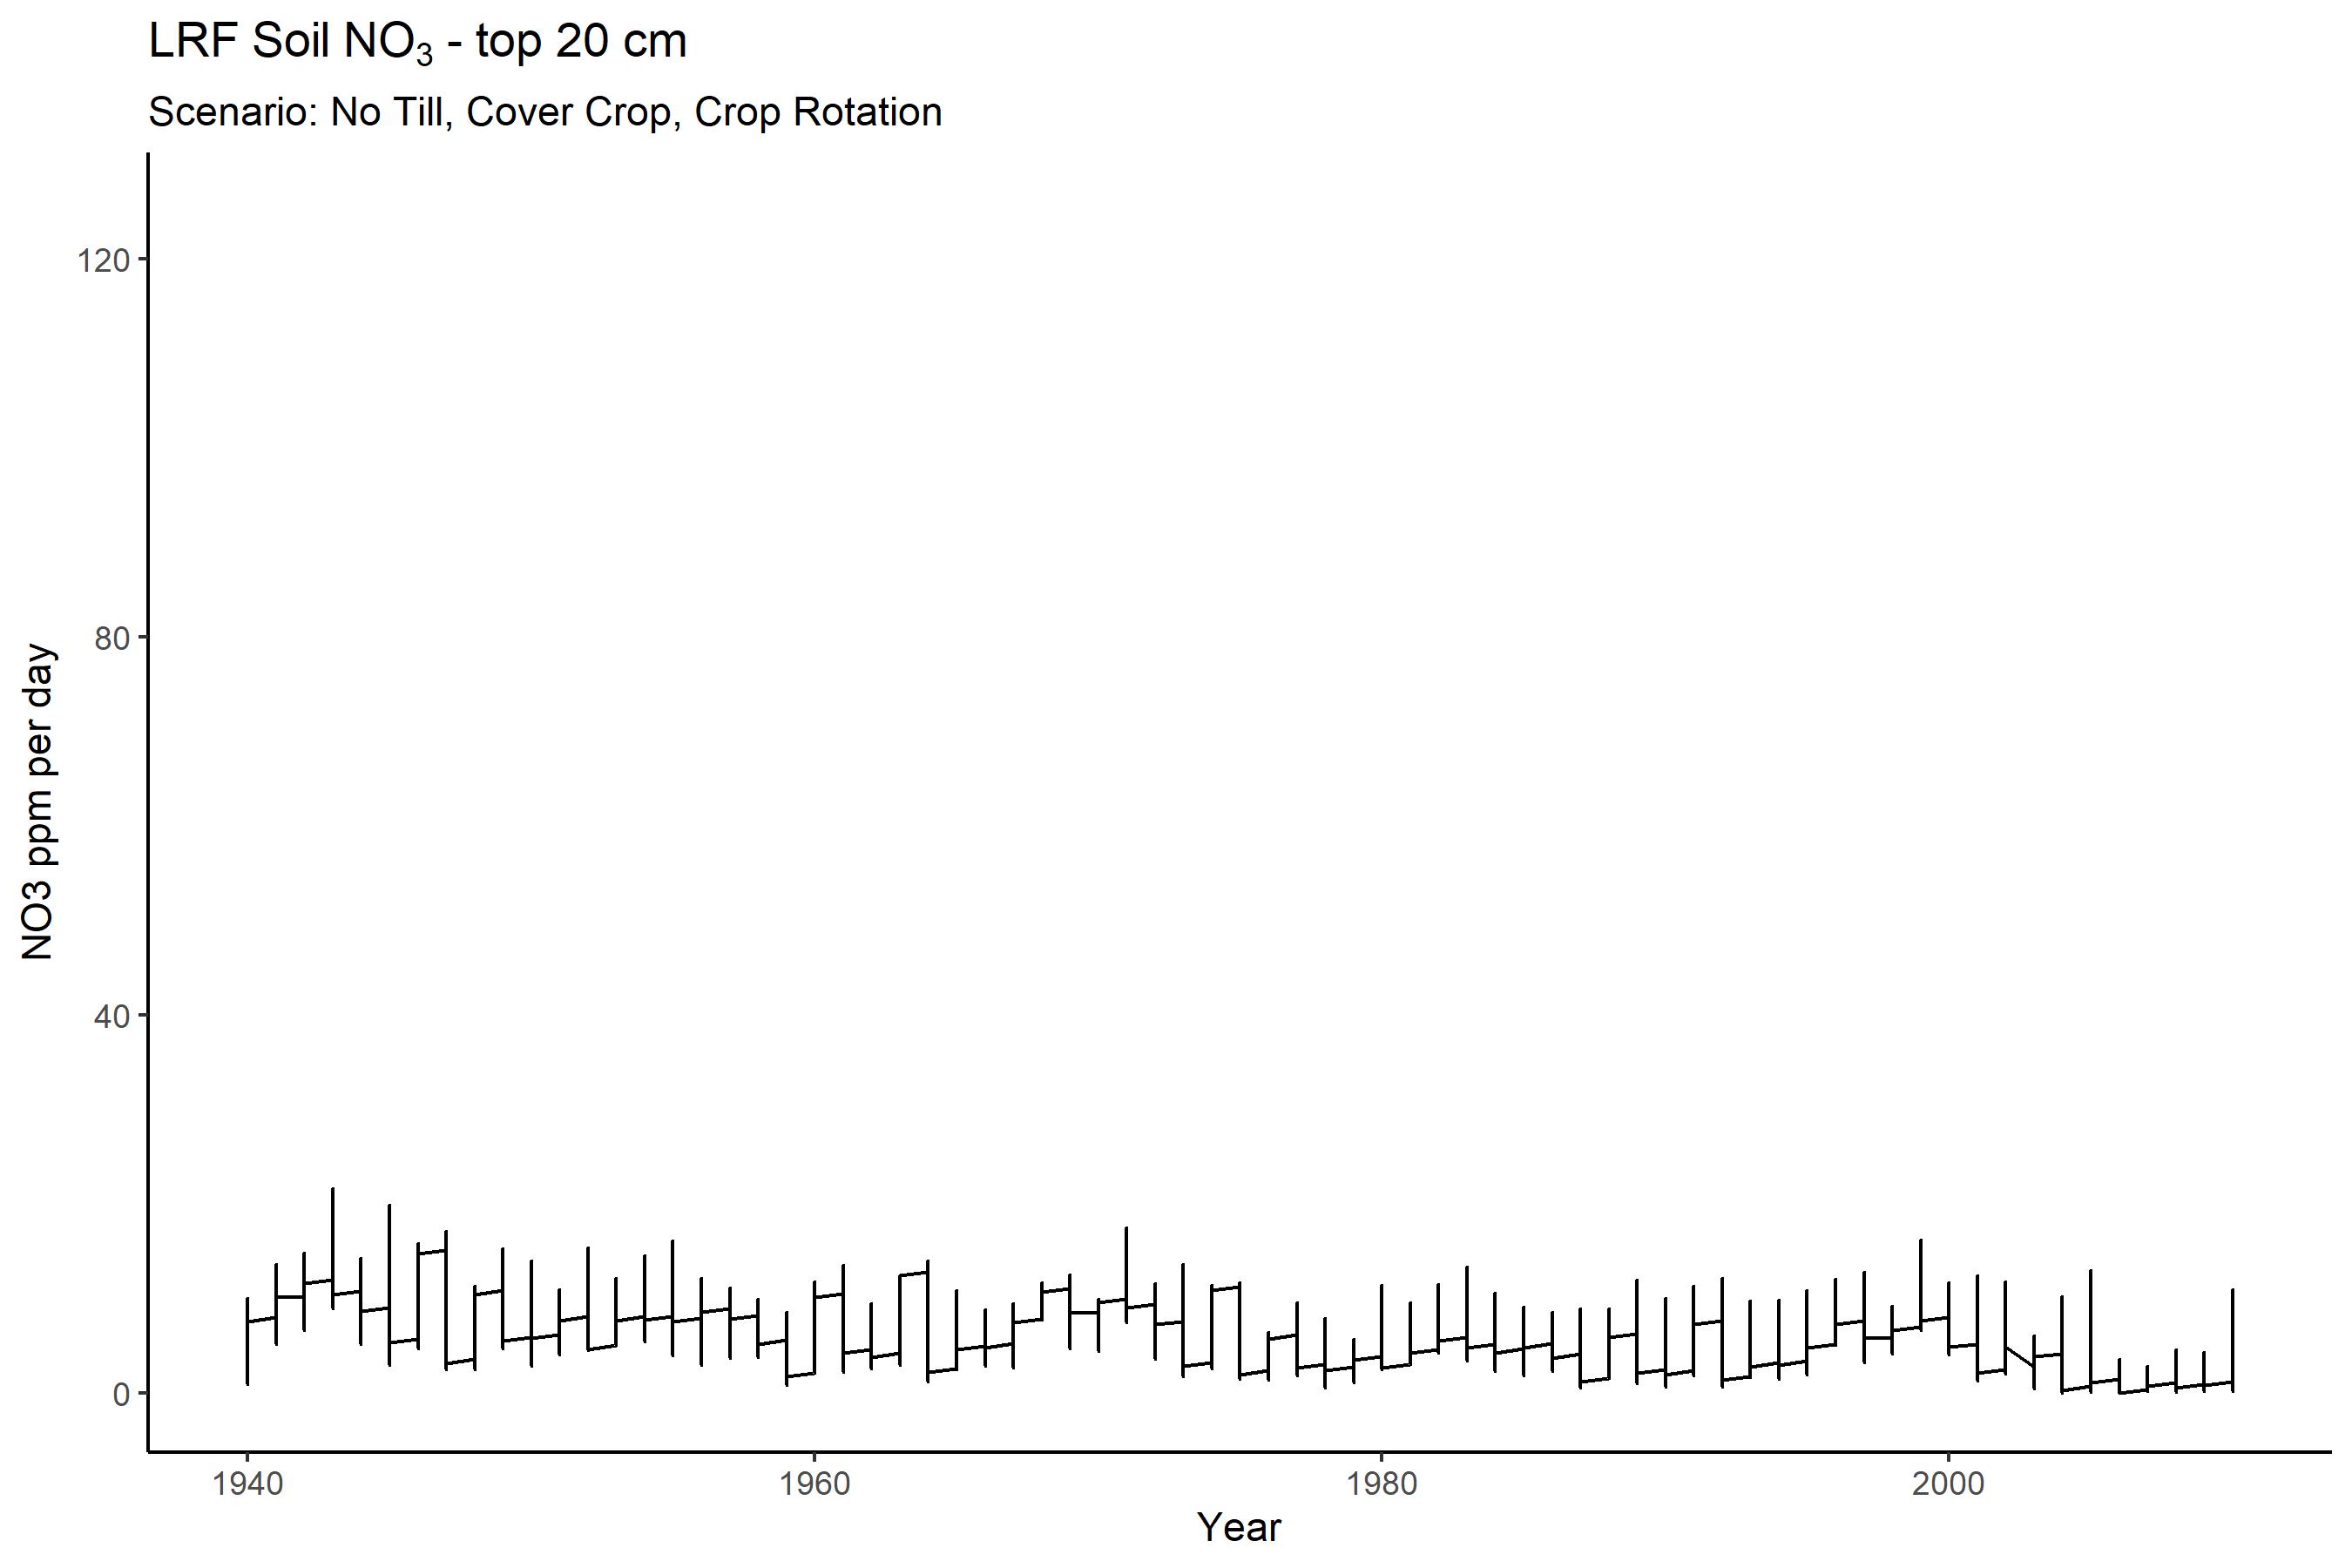 LRF Soil NO₃ - top 20 cm
Scenario: No Till, Cover Crop, Crop Rotation
NO3 ppm per day
120
80
40
0
1940 1960 1980 2000
Year